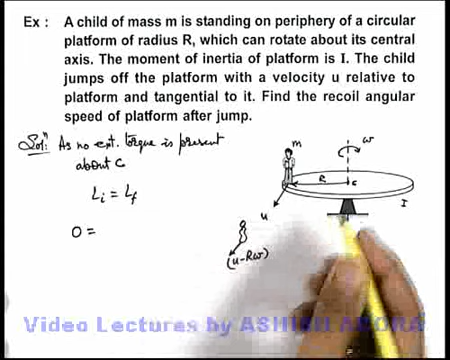 Ex : A child of mass m is standing on periphery of a circular
platform of radius R, which can rotate about its central
axis. The moment of inertia of platform is I. The child
jumps off the platform with a velocity u relative to
platform and tangential to it. Find the recoil angular
speed of platform after jump.
Solⁿ: As no ext. torque is present
about C
Li = Lf
0 =
m
ω
R
C
I
u
(u-Rω)
Video Lectures by ASHISH ARORA